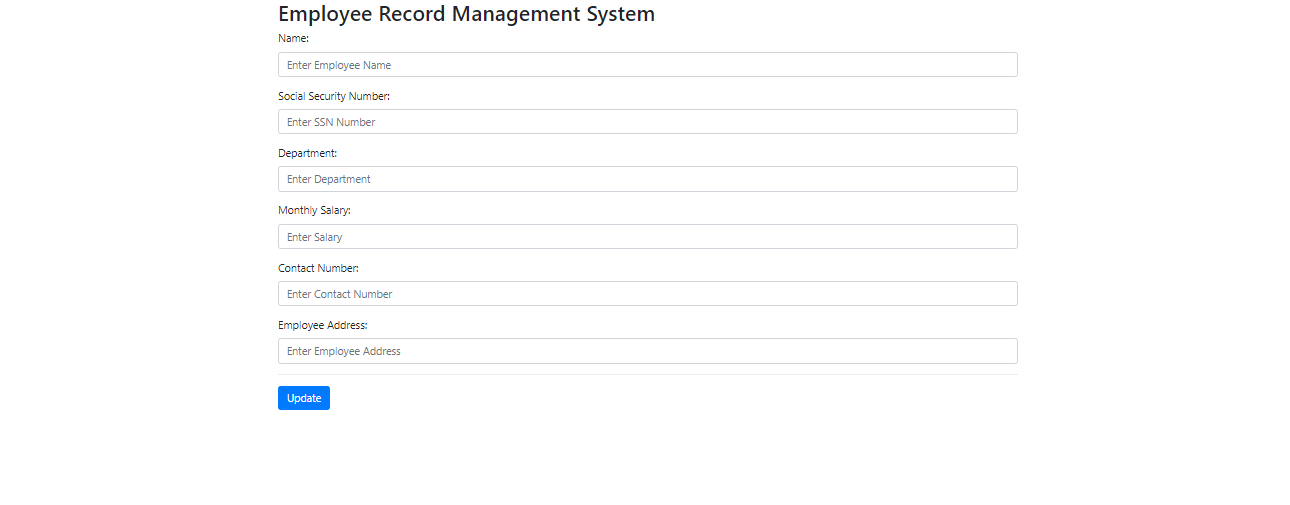 Employee Record Management System
Name:
Enter Employee Name
Social Security Number:
Enter SSN Number
Department:
Enter Department
Monthly Salary:
Enter Salary
Contact Number:
Enter Contact Number
Employee Address:
Enter Employee Address
Update